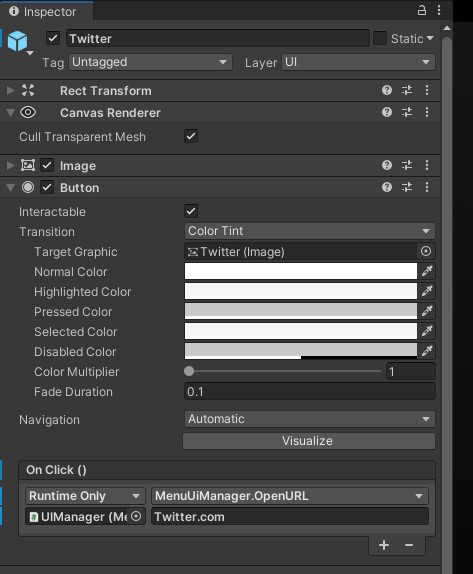 Inspector
Twitter
Static
Tag Untagged Layer UI
Rect Transform
Canvas Renderer
Cull Transparent Mesh
Image
Button
Interactable
Transition Color Tint
Target Graphic Twitter (Image)
Normal Color
Highlighted Color
Pressed Color
Selected Color
Disabled Color
Color Multiplier 1
Fade Duration 0.1
Navigation Automatic
Visualize
On Click ()
Runtime Only MenuUiManager.OpenURL
UIManager (Me Twitter.com